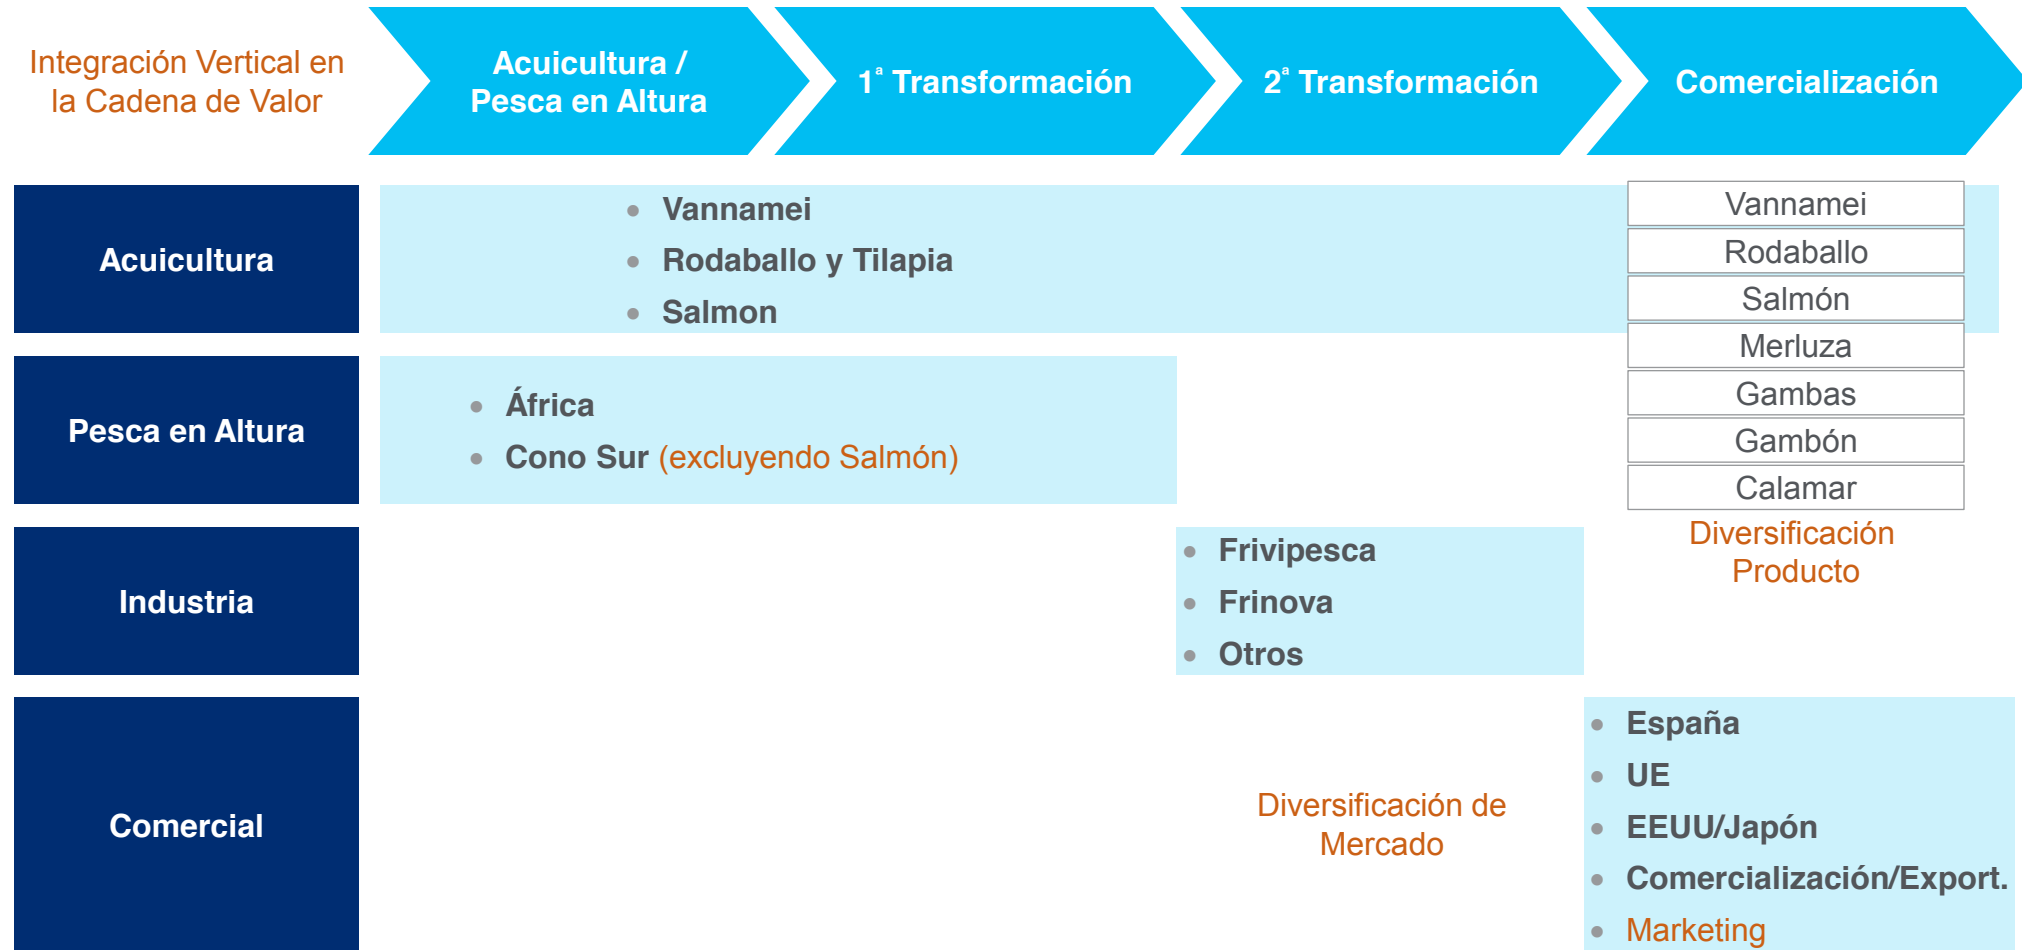 Integración Vertical en
la Cadena de Valor
Acuicultura /
Pesca en Altura
1ª Transformación
2ª Transformación
Comercialización
Acuicultura
• Vannamei
• Rodaballo y Tilapia
• Salmon
Vannamei
Rodaballo
Salmón
Merluza
Gambas
Gambón
Calamar
Diversificación
Producto
Pesca en Altura
• África
• Cono Sur (excluyendo Salmón)
Industria
• Frivipesca
• Frinova
• Otros
Comercial
Diversificación de
Mercado
• España
• UE
• EEUU/Japón
• Comercialización/Export.
• Marketing